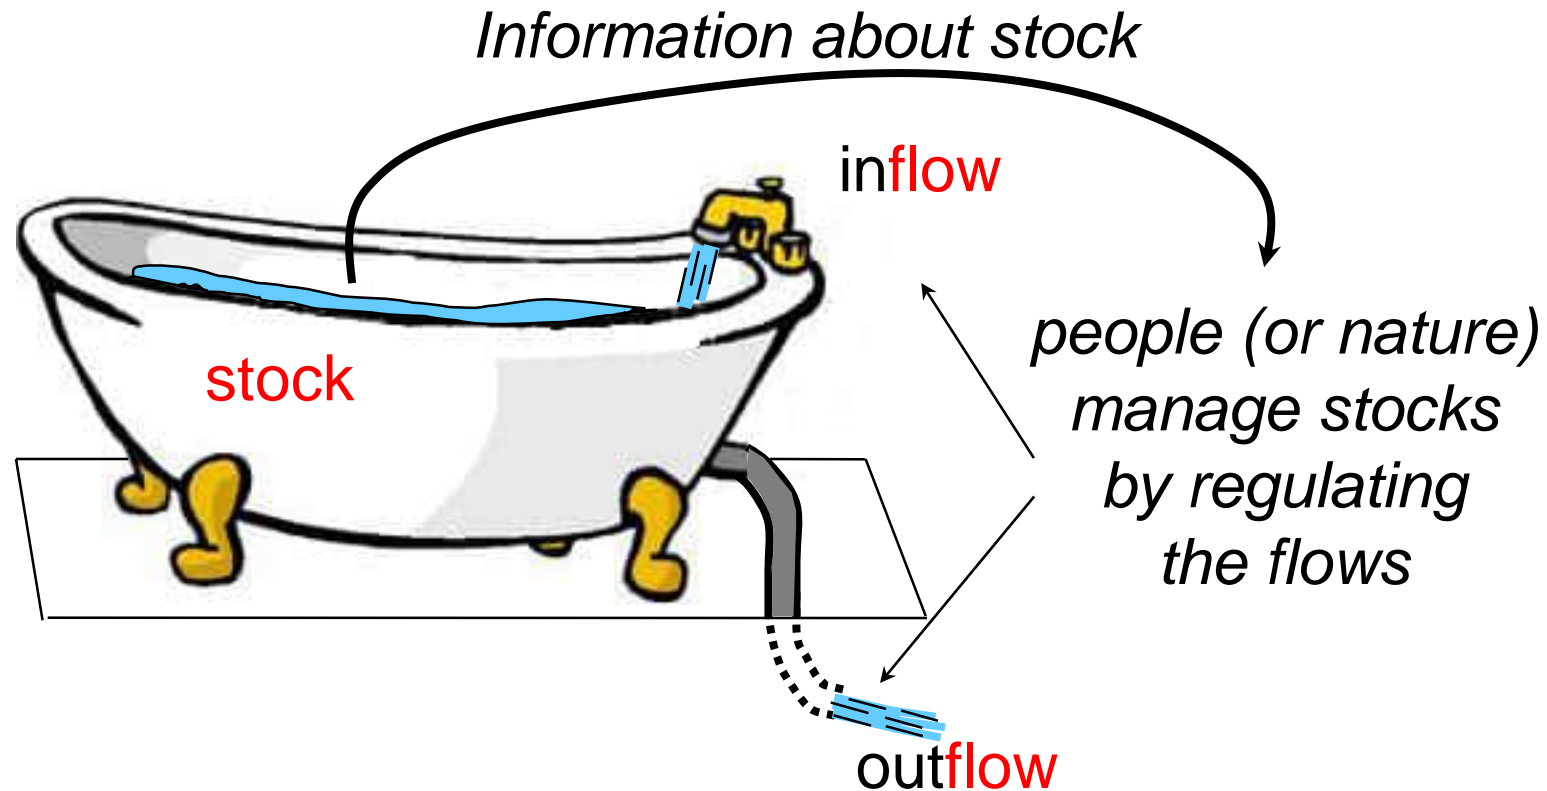 Information about stock
inflow
stock
people (or nature)
manage stocks
by regulating
the flows
outflow